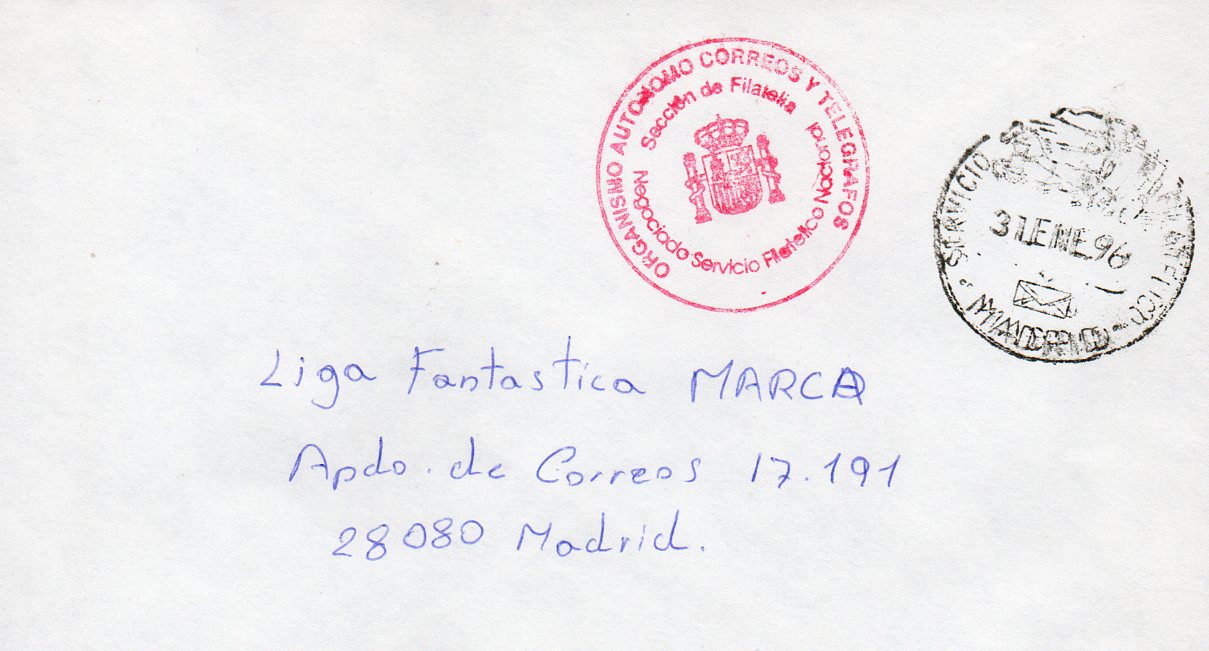 ORGANISMO AUTONOMO CORREOS Y TELEGRAFOS
Sección de Filatelia
Negociado Servicio Filatelico Nacional
SERVICIO
31 ENE. 96
Liga Fantastica MARCA
Apdo. de Correos 17.191
28080 Madrid.